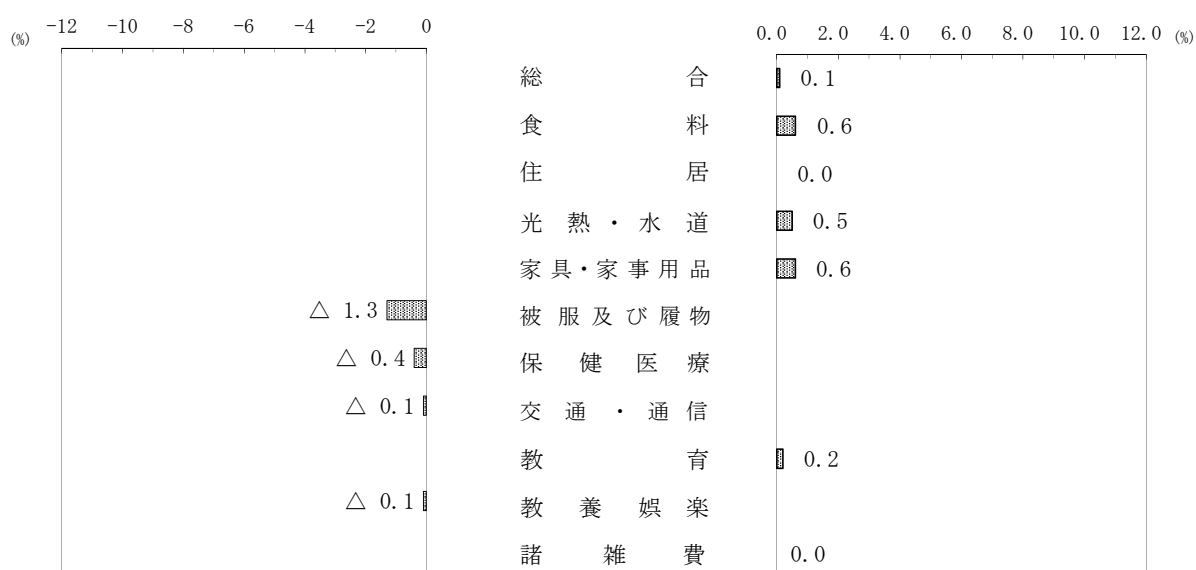 (%) -12 -10 -8 -6 -4 -2 0
0.0 2.0 4.0 6.0 8.0 10.0 12.0 (%)
総合 0.1
食料 0.6
住居 0.0
光熱・水道 0.5
家具・家事用品 0.6
△ 1.3 被服及び履物
△ 0.4 保健医療
△ 0.1 交通・通信
教育 0.2
△ 0.1 教養娯楽
諸雑費 0.0